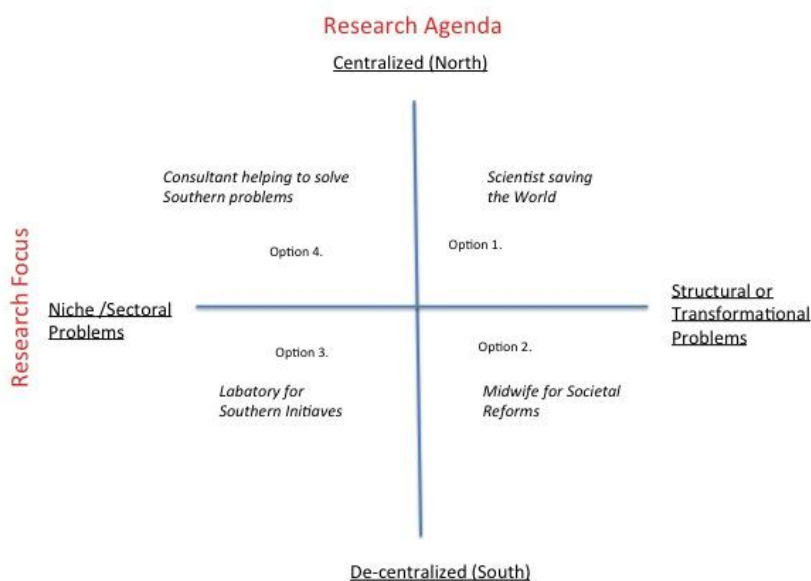 Research Agenda
Centralized (North)
Consultant helping to solve
Southern problems
Scientist saving
the World
Option 4.
Option 1.
Research Focus
Niche /Sectoral
Problems
Structural or
Transformational
Problems
Option 3.
Option 2.
Labatory for
Southern Initiaves
Midwife for Societal
Reforms
De-centralized (South)